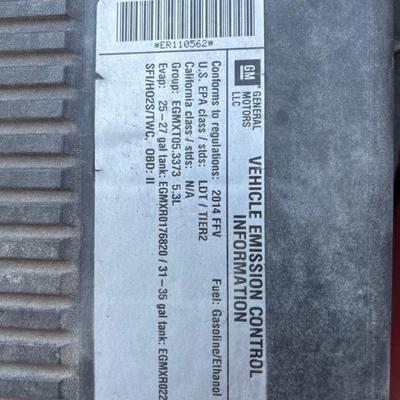 *ER110562*
GM
GENERAL
MOTORS
LLC
VEHICLE EMISSION CONTROL
INFORMATION
Conforms to regulations: 2014 FFV Fuel: Gasoline/Ethanol
U.S. EPA class / stds: LDT / TIER2
California class / stds: N/A
Group: EGMXT05.3373 5.3L
Evap: 25-27 gal tank: EGMXR0176820 / 31-35 gal tank: EGMXR022
SFI/HO2S/TWC, OBD: II